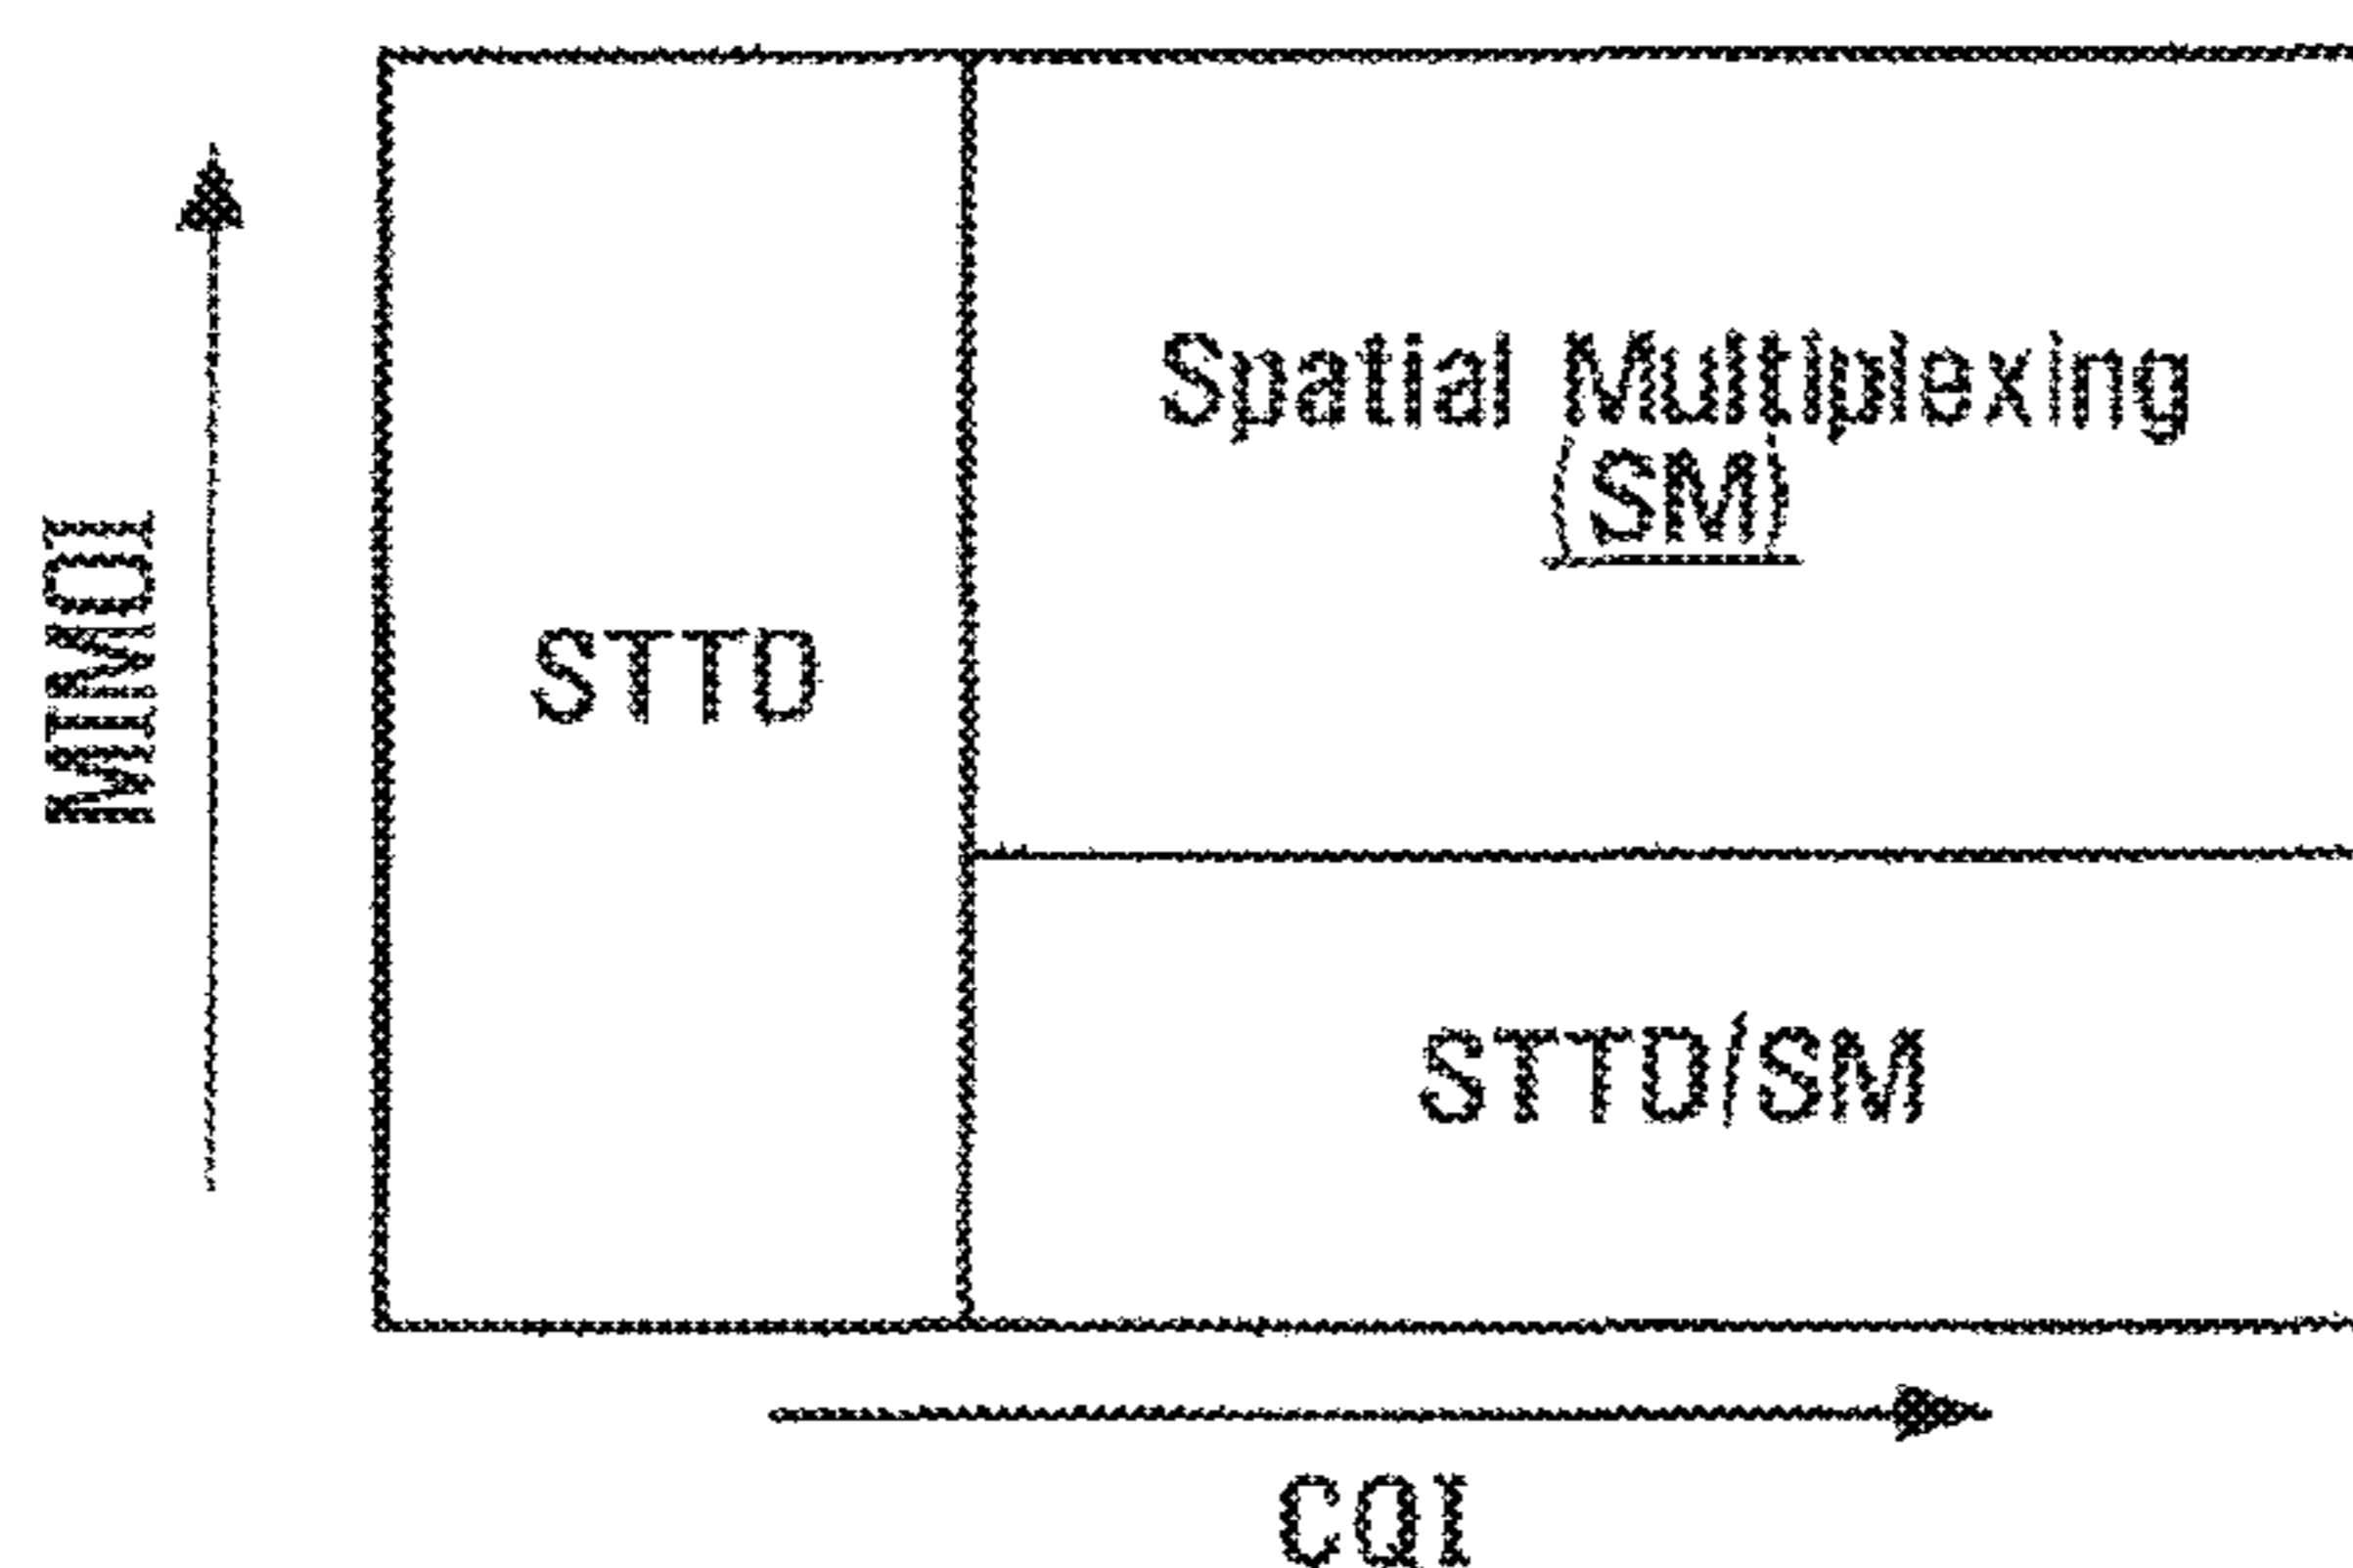 MIMOI
STTD
Spatial Multiplexing
(SM)
STTD/SM
CQI